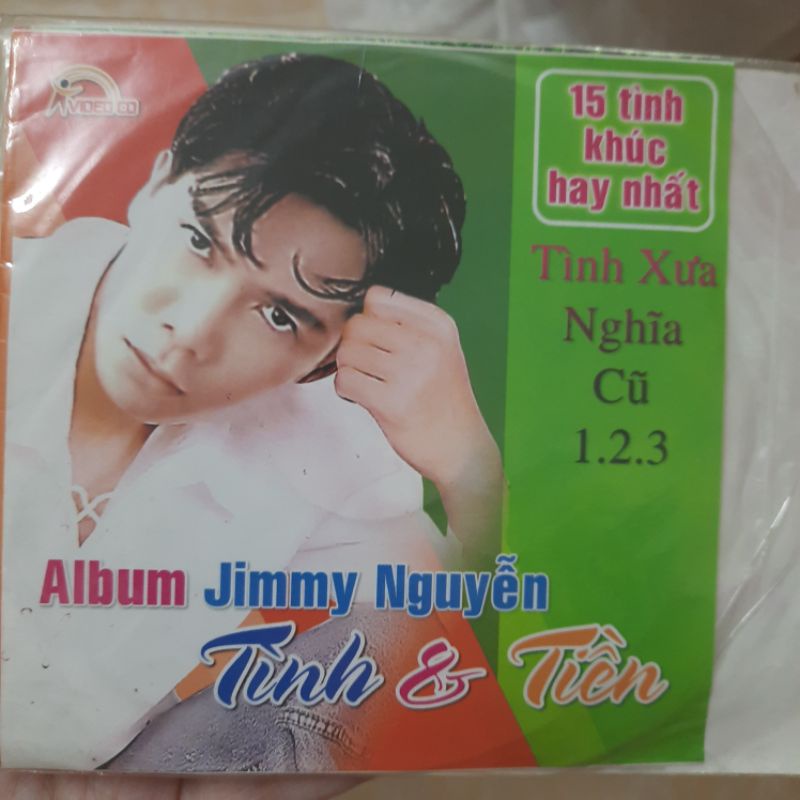 VIDEO CD
15 tình
khúc
hay nhất
Tình Xưa
Nghĩa
Cũ
1.2.3
Album Jimmy Nguyễn
Tình & Tiền